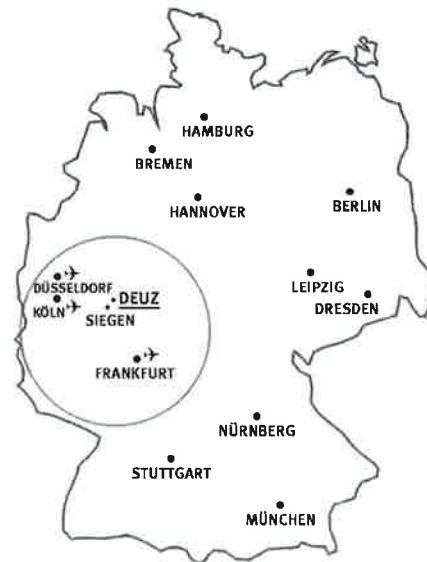 HAMBURG
BREMEN
HANNOVER
BERLIN
DÜSSELDORF
DEUZ
KÖLN
SIEGEN
LEIPZIG
DRESDEN
FRANKFURT
NÜRNBERG
STUTTGART
MÜNCHEN